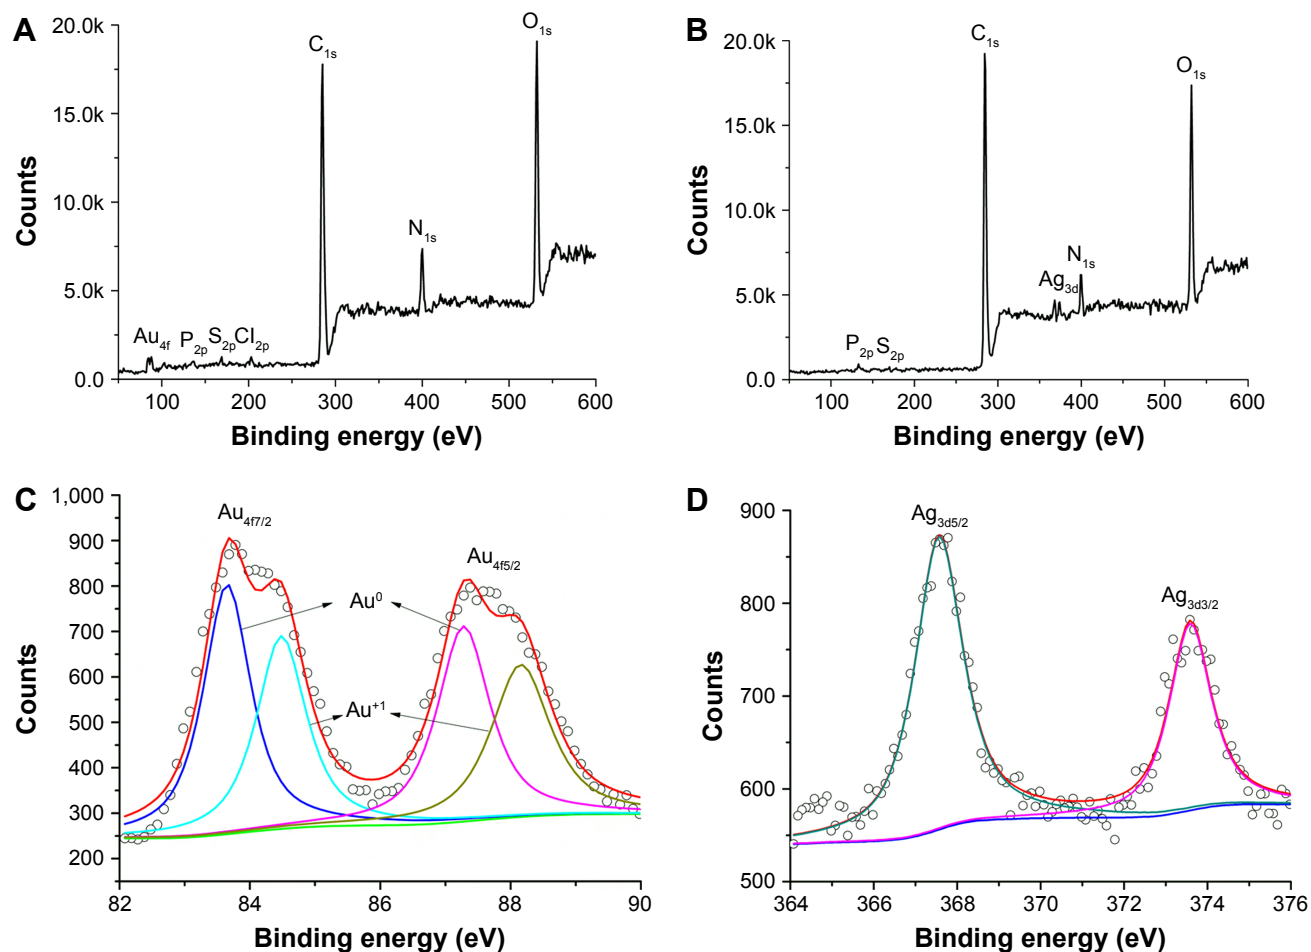 A
20.0k
15.0k
10.0k
5.0k
0.0
Counts
Au4f
P2p
S2p
Cl2p
C1s
N1s
O1s
100
200
300
400
500
600
Binding energy (eV)
B
20.0k
15.0k
10.0k
5.0k
0.0
Counts
P2p
S2p
C1s
Ag3d
N1s
O1s
100
200
300
400
500
600
Binding energy (eV)
C
1,000
900
800
700
600
500
400
300
200
Counts
Au4f7/2
Au4f5/2
Au0
Au+1
82
84
86
88
90
Binding energy (eV)
D
900
800
700
600
500
Counts
Ag3d5/2
Ag3d3/2
364
366
368
370
372
374
376
Binding energy (eV)